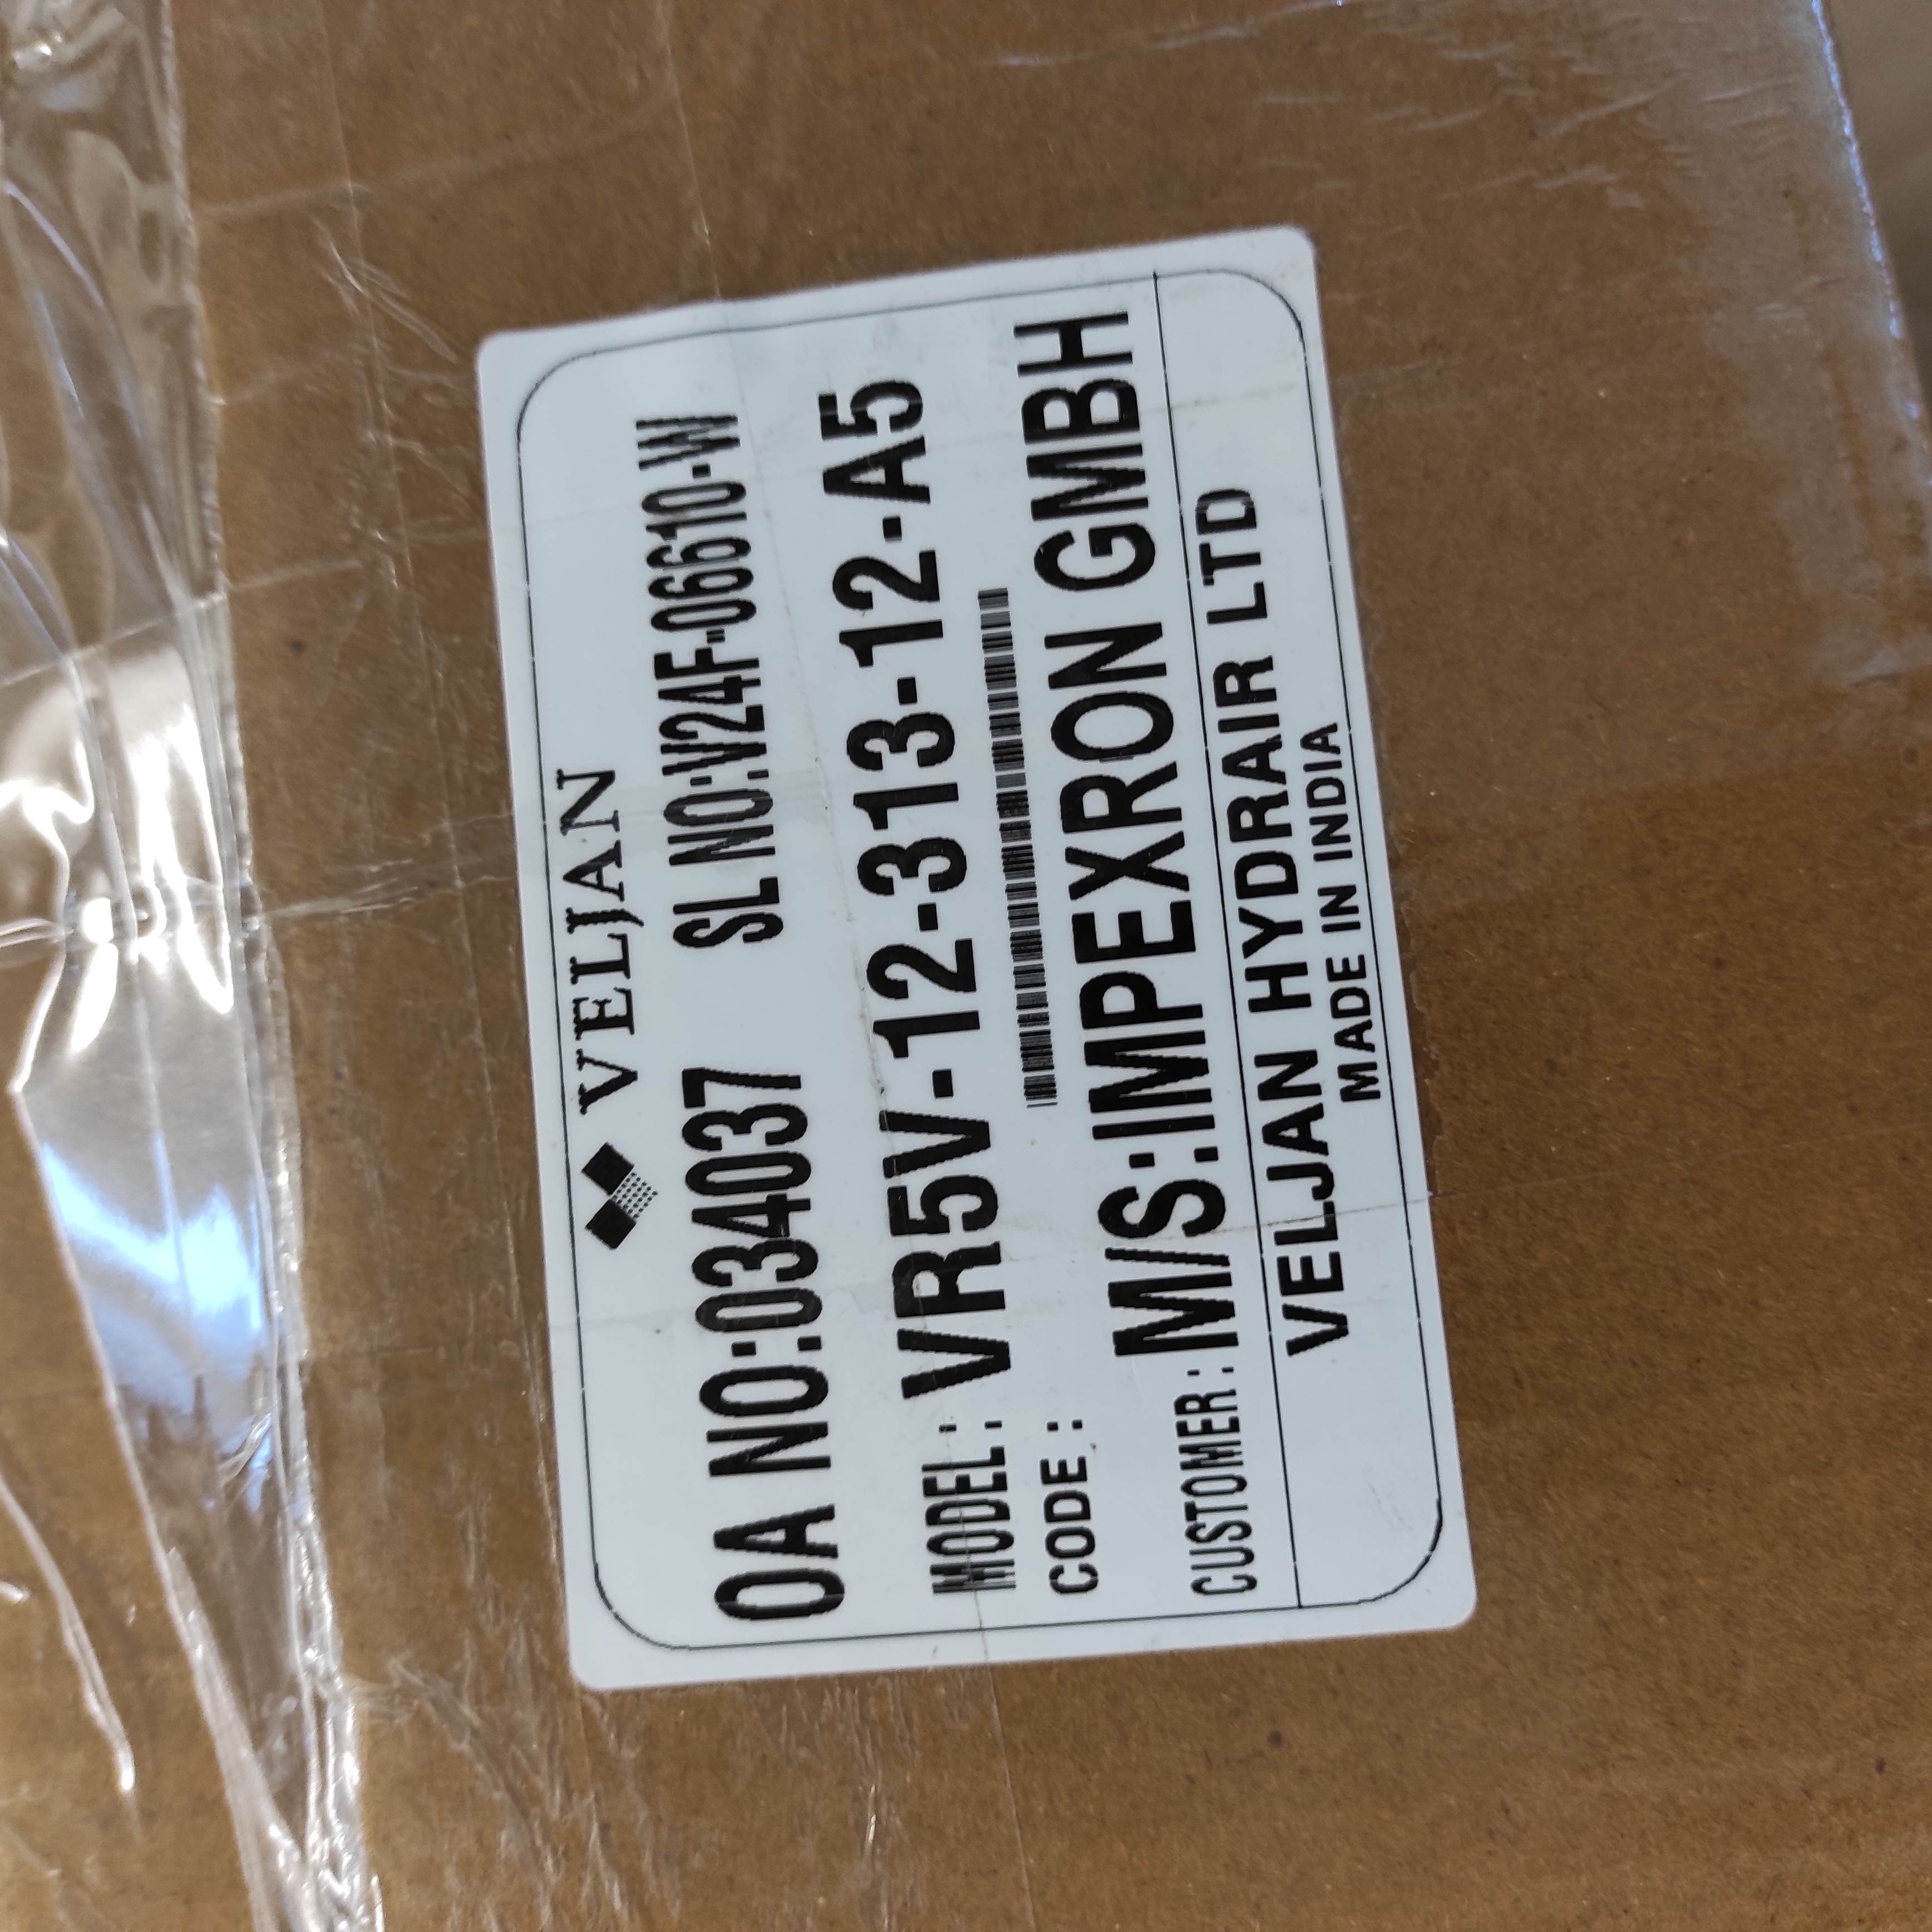 VELJAN
OA NO:034037 SL NO:V24F-06610-W
MODEL: VR5V-12-313-12-A5
CODE :
CUSTOMER: M/S:IMPEXRON GMBH
VELJAN HYDRAIR LTD
MADE IN INDIA